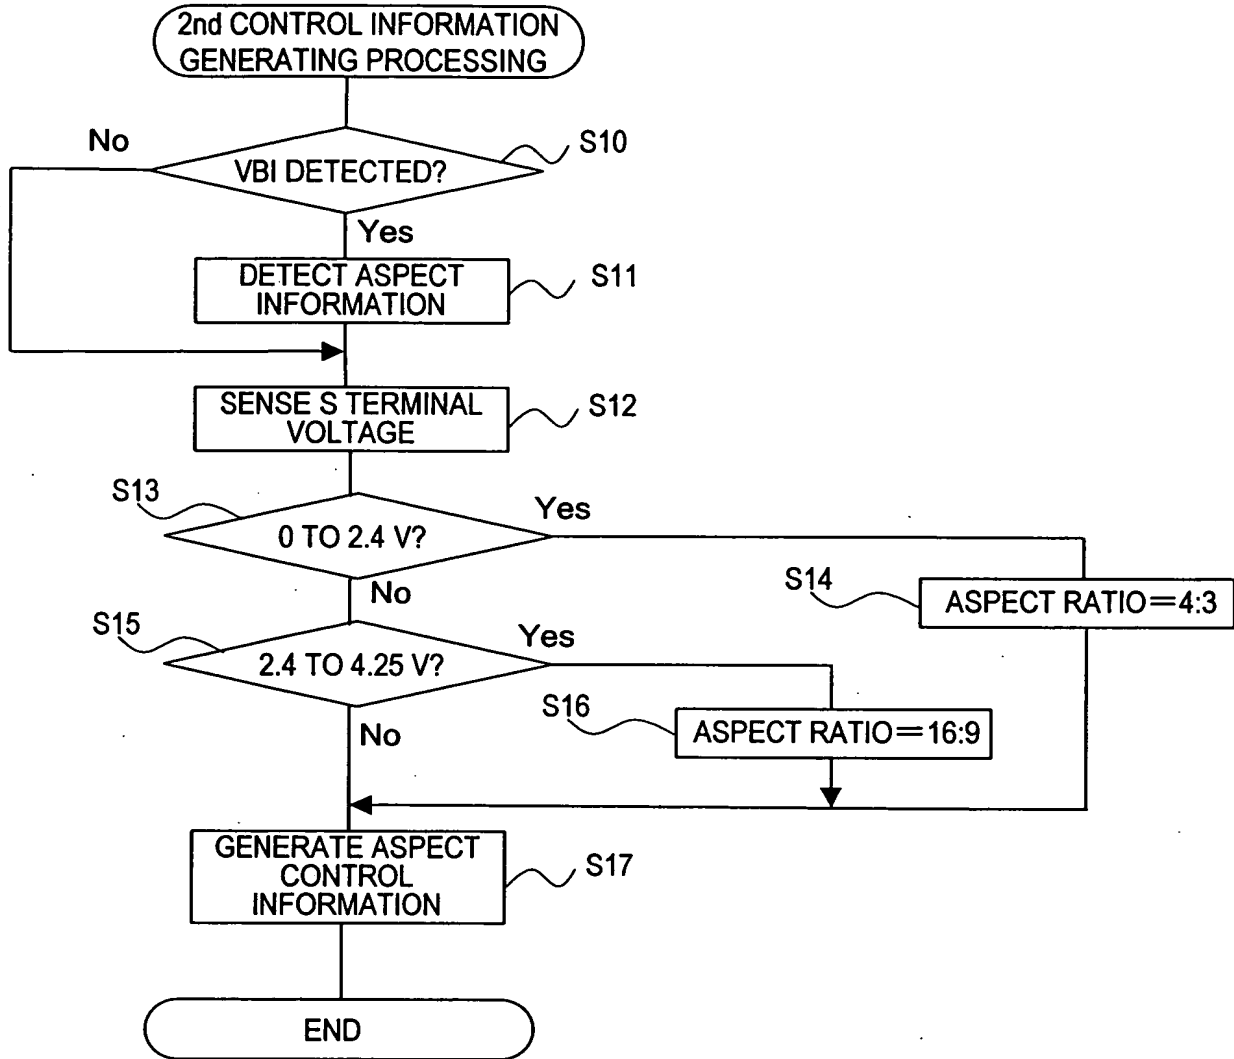 2nd CONTROL INFORMATION
GENERATING PROCESSING
No
S10
VBI DETECTED?
Yes
DETECT ASPECT
INFORMATION
S11
SENSE S TERMINAL
VOLTAGE
S12
S13
Yes
0 TO 2.4 V?
No
S14
ASPECT RATIO=4:3
S15
Yes
2.4 TO 4.25 V?
S16
ASPECT RATIO=16:9
No
GENERATE ASPECT
CONTROL
INFORMATION
S17
END